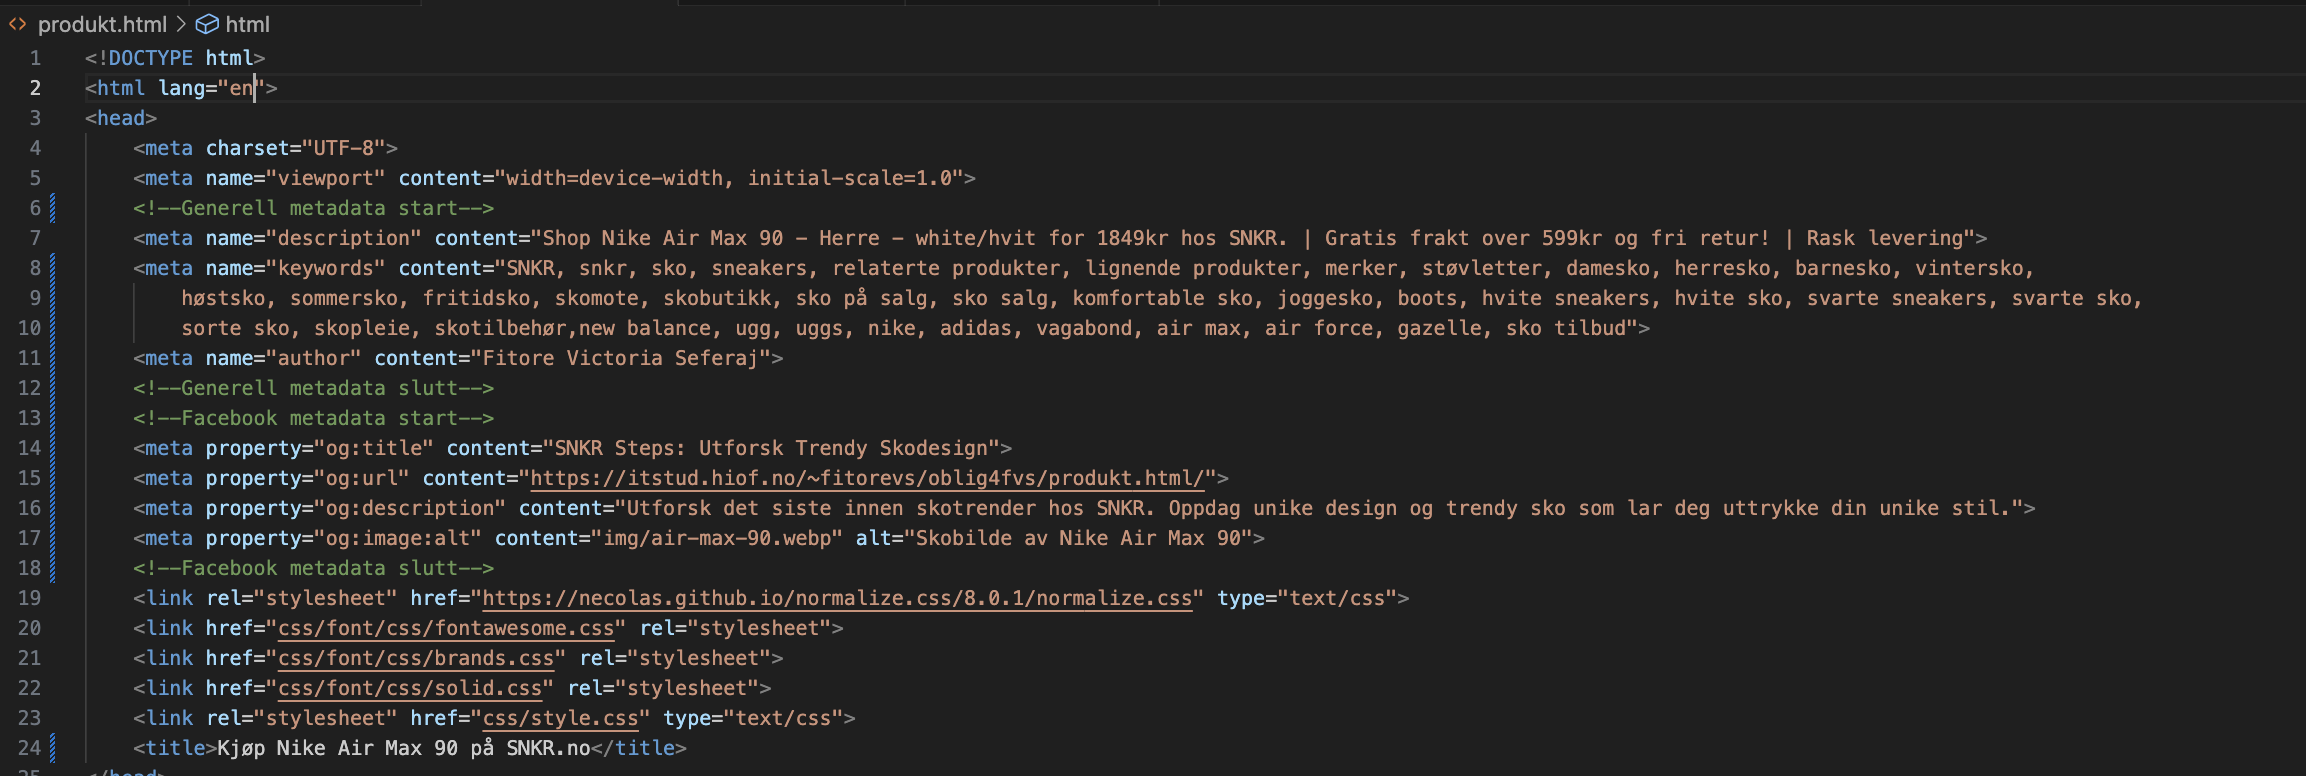 produkt.html > html
1 <!DOCTYPE html>
2 <html lang="en">
3 <head>
4 <meta charset="UTF-8">
5 <meta name="viewport" content="width=device-width, initial-scale=1.0">
6 <!--Generell metadata start-->
7 <meta name="description" content="Shop Nike Air Max 90 - Herre - white/hvit for 1849kr hos SNKR. | Gratis frakt over 599kr og fri retur! | Rask levering">
8 <meta name="keywords" content="SNKR, snkr, sko, sneakers, relaterte produkter, lignende produkter, merker, støvletter, damesko, herresko, barnesko, vintersko,
9 høstsko, sommersko, fritidsko, skomote, skobutikk, sko på salg, sko salg, komfortable sko, joggesko, boots, hvite sneakers, hvite sko, svarte sneakers, svarte sko,
10 sorte sko, skopleie, skotilbehør,new balance, ugg, uggs, nike, adidas, vagabond, air max, air force, gazelle, sko tilbud">
11 <meta name="author" content="Fitore Victoria Seferaj">
12 <!--Generell metadata slutt-->
13 <!--Facebook metadata start-->
14 <meta property="og:title" content="SNKR Steps: Utforsk Trendy Skodesign">
15 <meta property="og:url" content="https://itstud.hiof.no/~fitorevs/oblig4fvs/produkt.html/">
16 <meta property="og:description" content="Utforsk det siste innen skotrender hos SNKR. Oppdag unike design og trendy sko som lar deg uttrykke din unike stil.">
17 <meta property="og:image:alt" content="img/air-max-90.webp" alt="Skobilde av Nike Air Max 90">
18 <!--Facebook metadata slutt-->
19 <link rel="stylesheet" href="https://necolas.github.io/normalize.css/8.0.1/normalize.css" type="text/css">
20 <link href="css/font/css/fontawesome.css" rel="stylesheet">
21 <link href="css/font/css/brands.css" rel="stylesheet">
22 <link href="css/font/css/solid.css" rel="stylesheet">
23 <link rel="stylesheet" href="css/style.css" type="text/css">
24 <title>Kjøp Nike Air Max 90 på SNKR.no</title>
25 </head>